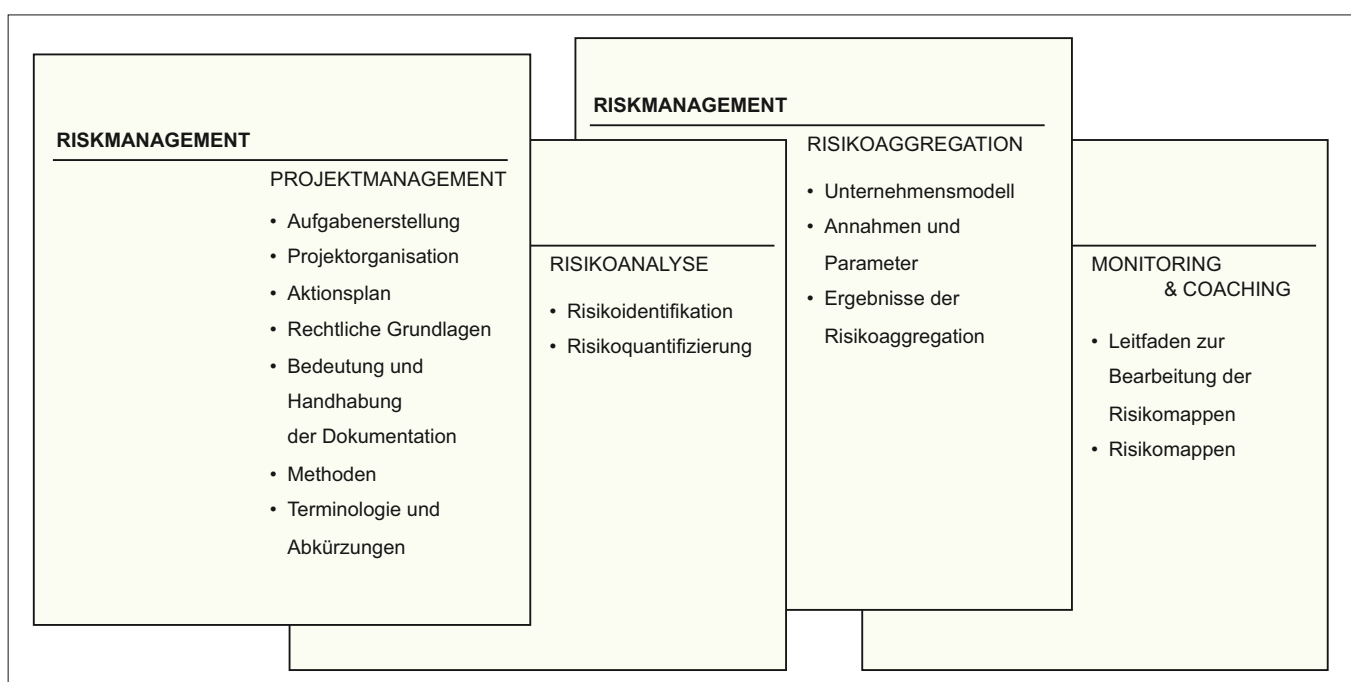 RISKMANAGEMENT
PROJEKTMANAGEMENT
• Aufgabenerstellung
• Projektorganisation
• Aktionsplan
• Rechtliche Grundlagen
• Bedeutung und
Handhabung
der Dokumentation
• Methoden
• Terminologie und
Abkürzungen
RISIKOANALYSE
• Risikoidentifikation
• Risikoquantifizierung
RISKMANAGEMENT
RISIKOAGGREGATION
• Unternehmensmodell
• Annahmen und
Parameter
• Ergebnisse der
Risikoaggregation
MONITORING
& COACHING
• Leitfaden zur
Bearbeitung der
Risikomappen
• Risikomappen